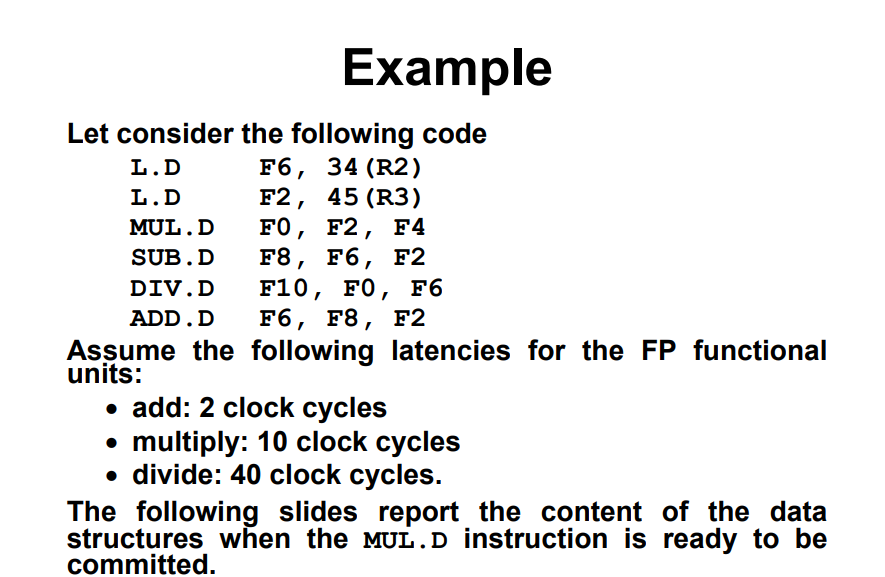 Example
Let consider the following code
L.D F6, 34(R2)
L.D F2, 45(R3)
MUL.D F0, F2, F4
SUB.D F8, F6, F2
DIV.D F10, F0, F6
ADD.D F6, F8, F2
Assume the following latencies for the FP functional
units:
• add: 2 clock cycles
• multiply: 10 clock cycles
• divide: 40 clock cycles.
The following slides report the content of the data
structures when the MUL.D instruction is ready to be
committed.